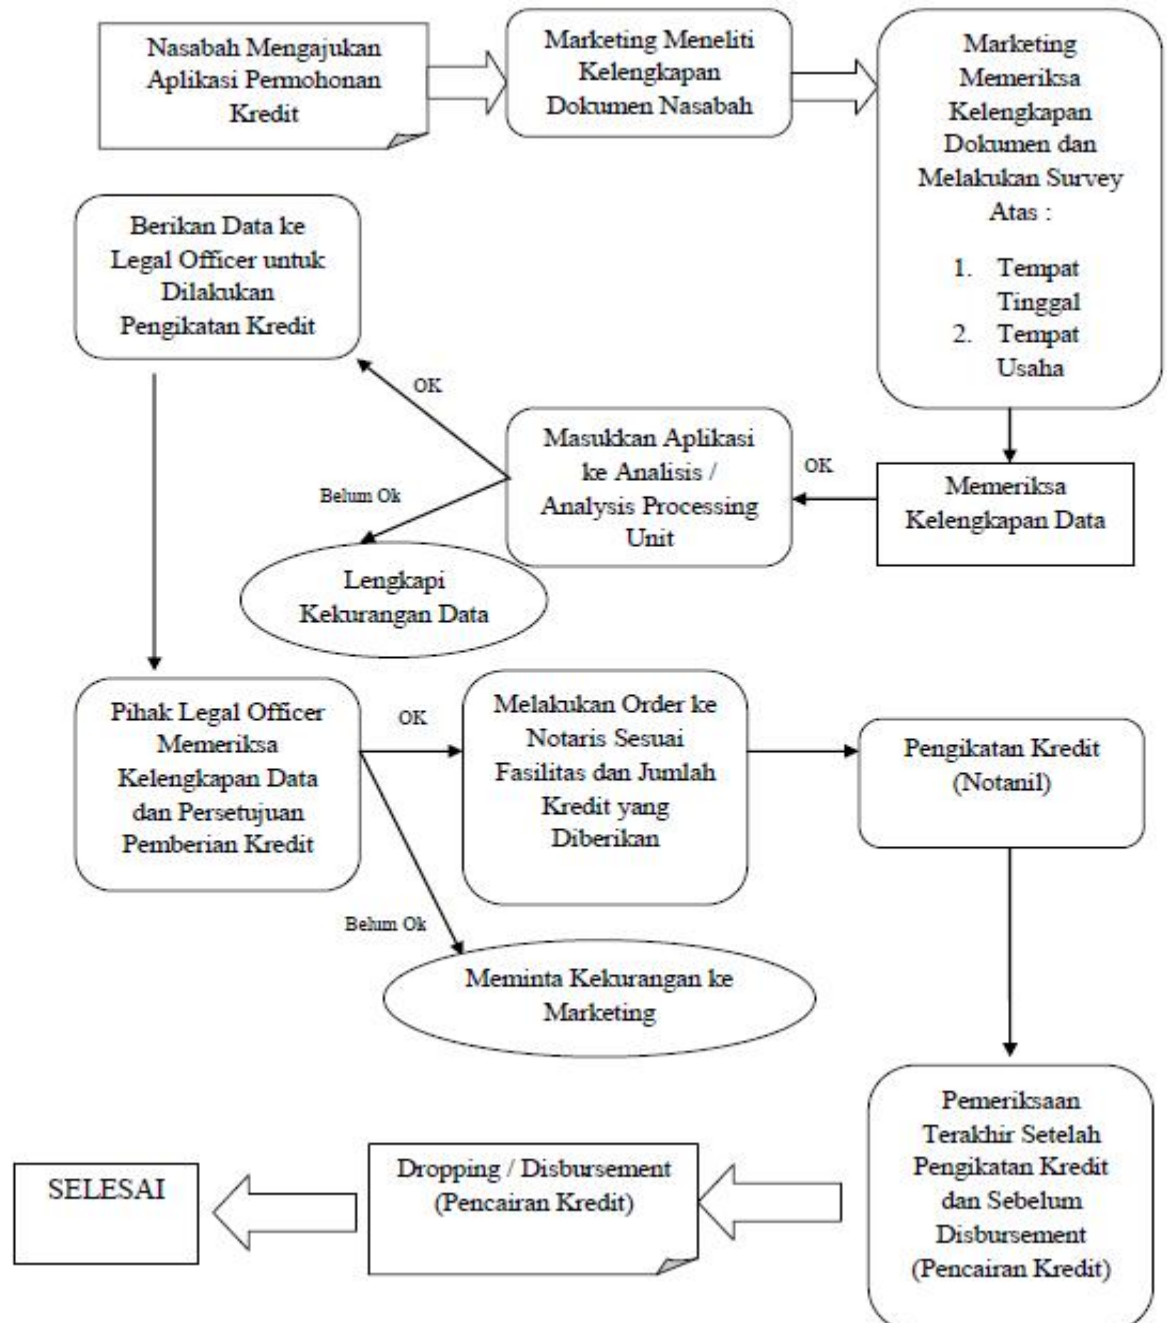 Nasabah Mengajukan
Aplikasi Permohonan
Kredit
Marketing Meneliti
Kelengkapan
Dokumen Nasabah
Marketing
Memeriksa
Kelengkapan
Dokumen dan
Melakukan Survey
Atas :
1. Tempat
Tinggal
2. Tempat
Usaha
Memeriksa
Kelengkapan Data
OK
Masukkan Aplikasi
ke Analisis /
Analysis Processing
Unit
OK
Belum Ok
Lengkapi
Kekurangan Data
Berikan Data ke
Legal Officer untuk
Dilakukan
Pengikatan Kredit
Pihak Legal Officer
Memeriksa
Kelengkapan Data
dan Persetujuan
Pemberian Kredit
OK
Belum Ok
Meminta Kekurangan ke
Marketing
Melakukan Order ke
Notaris Sesuai
Fasilitas dan Jumlah
Kredit yang
Diberikan
Pengikatan Kredit
(Notanil)
Pemeriksaan
Terakhir Setelah
Pengikatan Kredit
dan Sebelum
Disbursement
(Pencairan Kredit)
Dropping / Disbursement
(Pencairan Kredit)
SELESAI